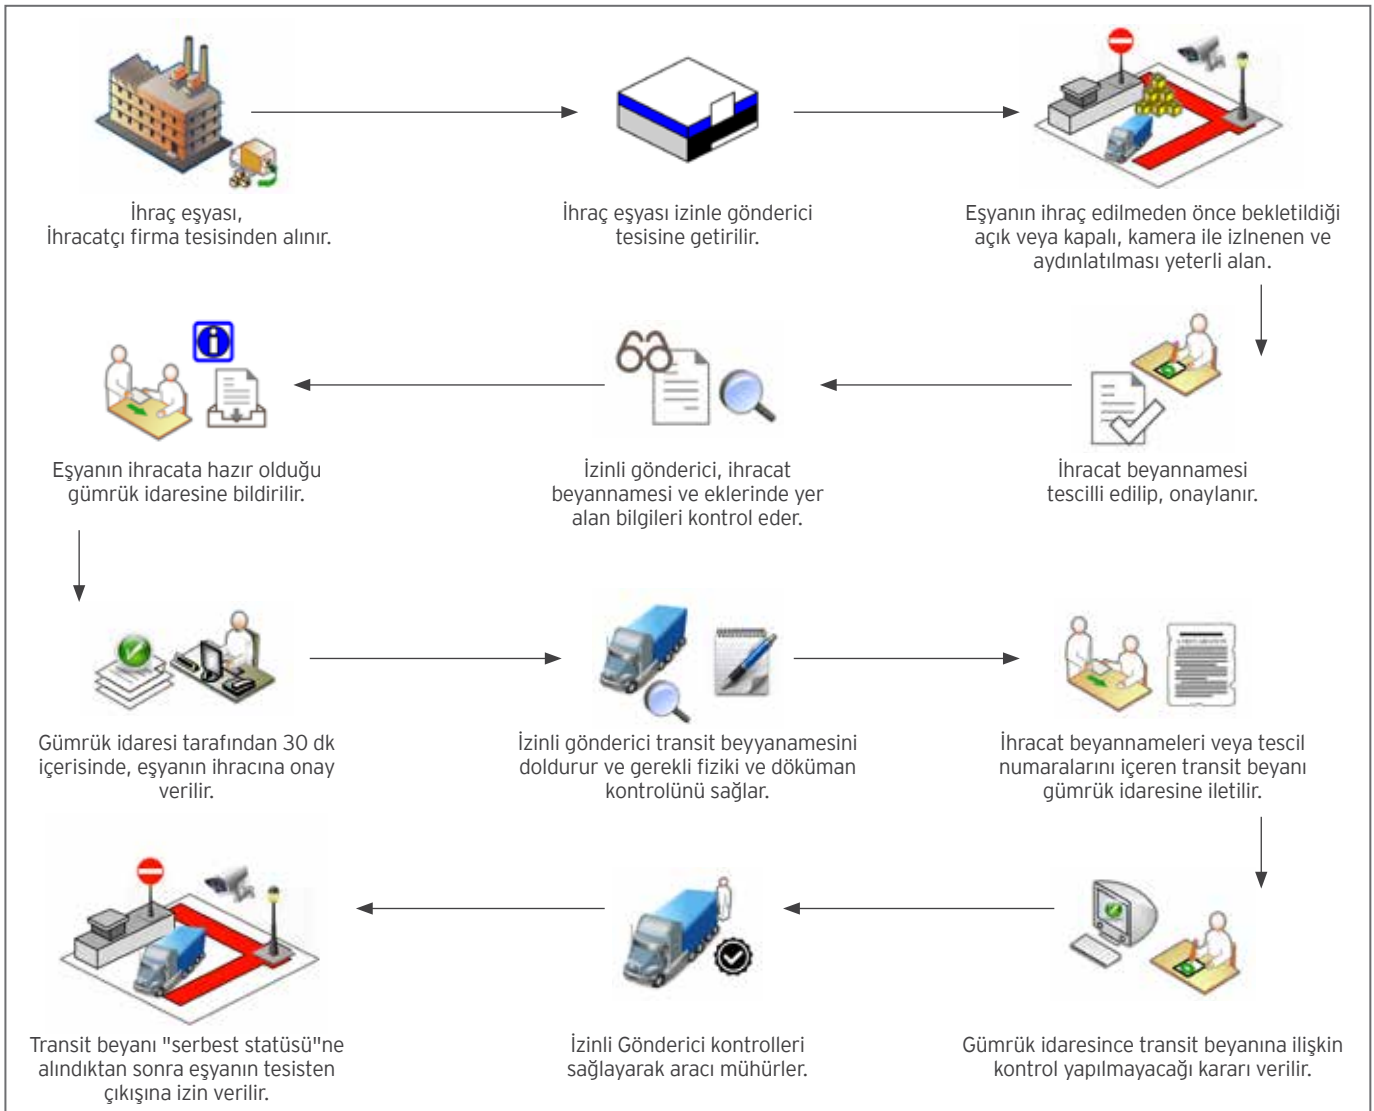 İhraç eşyası,
İhracatçı firma tesisinden alınır.
İhraç eşyası izinle gönderici
tesisine getirilir.
Eşyanın ihraç edilmeden önce bekletildiği
açık veya kapalı, kamera ile izlnenen ve
aydınlatılması yeterli alan.
İhracat beyannamesi
tescilli edilip, onaylanır.
İzinli gönderici, ihracat
beyannamesi ve eklerinde yer
alan bilgileri kontrol eder.
Eşyanın ihracata hazır olduğu
gümrük idaresine bildirilir.
Gümrük idaresi tarafından 30 dk
içerisinde, eşyanın ihracına onay
verilir.
İzinli gönderici transit beyyanamesini
doldurur ve gerekli fiziki ve döküman
kontrolünü sağlar.
İhracat beyannameleri veya tescil
numaralarını içeren transit beyanı
gümrük idaresine iletilir.
Gümrük idaresince transit beyanına ilişkin
kontrol yapılmayacağı kararı verilir.
İzinli Gönderici kontrolleri
sağlayarak aracı mühürler.
Transit beyanı "serbest statüsü"ne
alındıktan sonra eşyanın tesisten
çıkışına izin verilir.